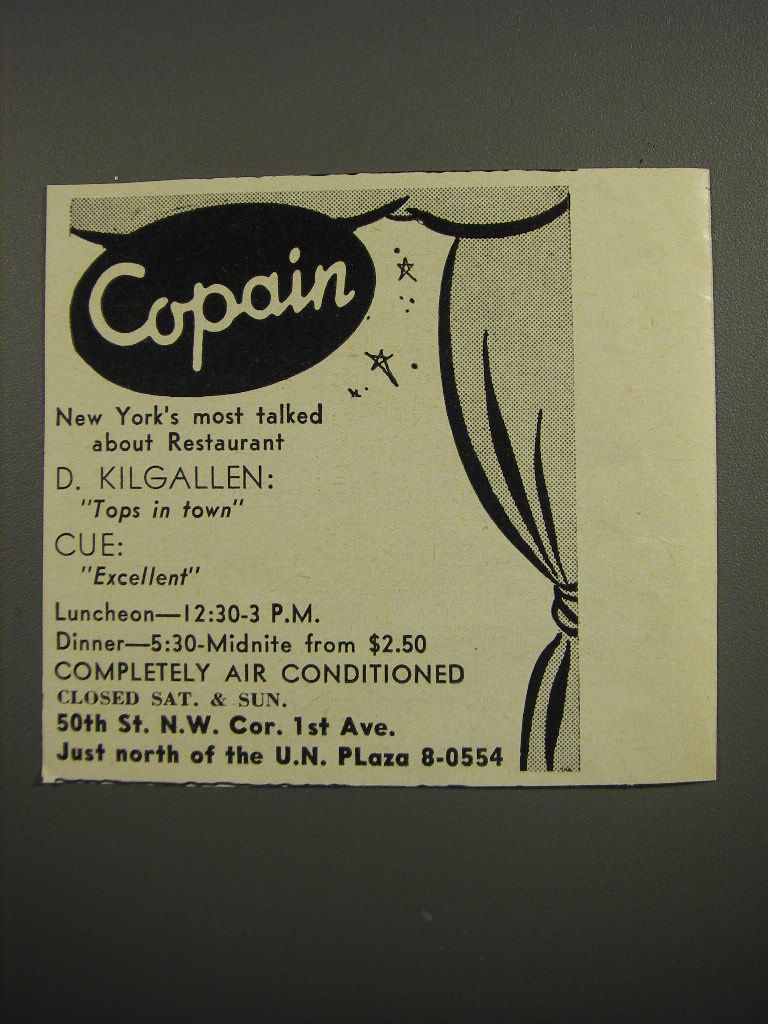 Copain
New York's most talked
about Restaurant
D. KILGALLEN:
"Tops in town"
CUE:
"Excellent"
Luncheon—12:30-3 P.M.
Dinner—5:30-Midnite from $2.50
COMPLETELY AIR CONDITIONED
CLOSED SAT. & SUN.
50th St. N.W. Cor. 1st Ave.
Just north of the U.N. PLaza 8-0554